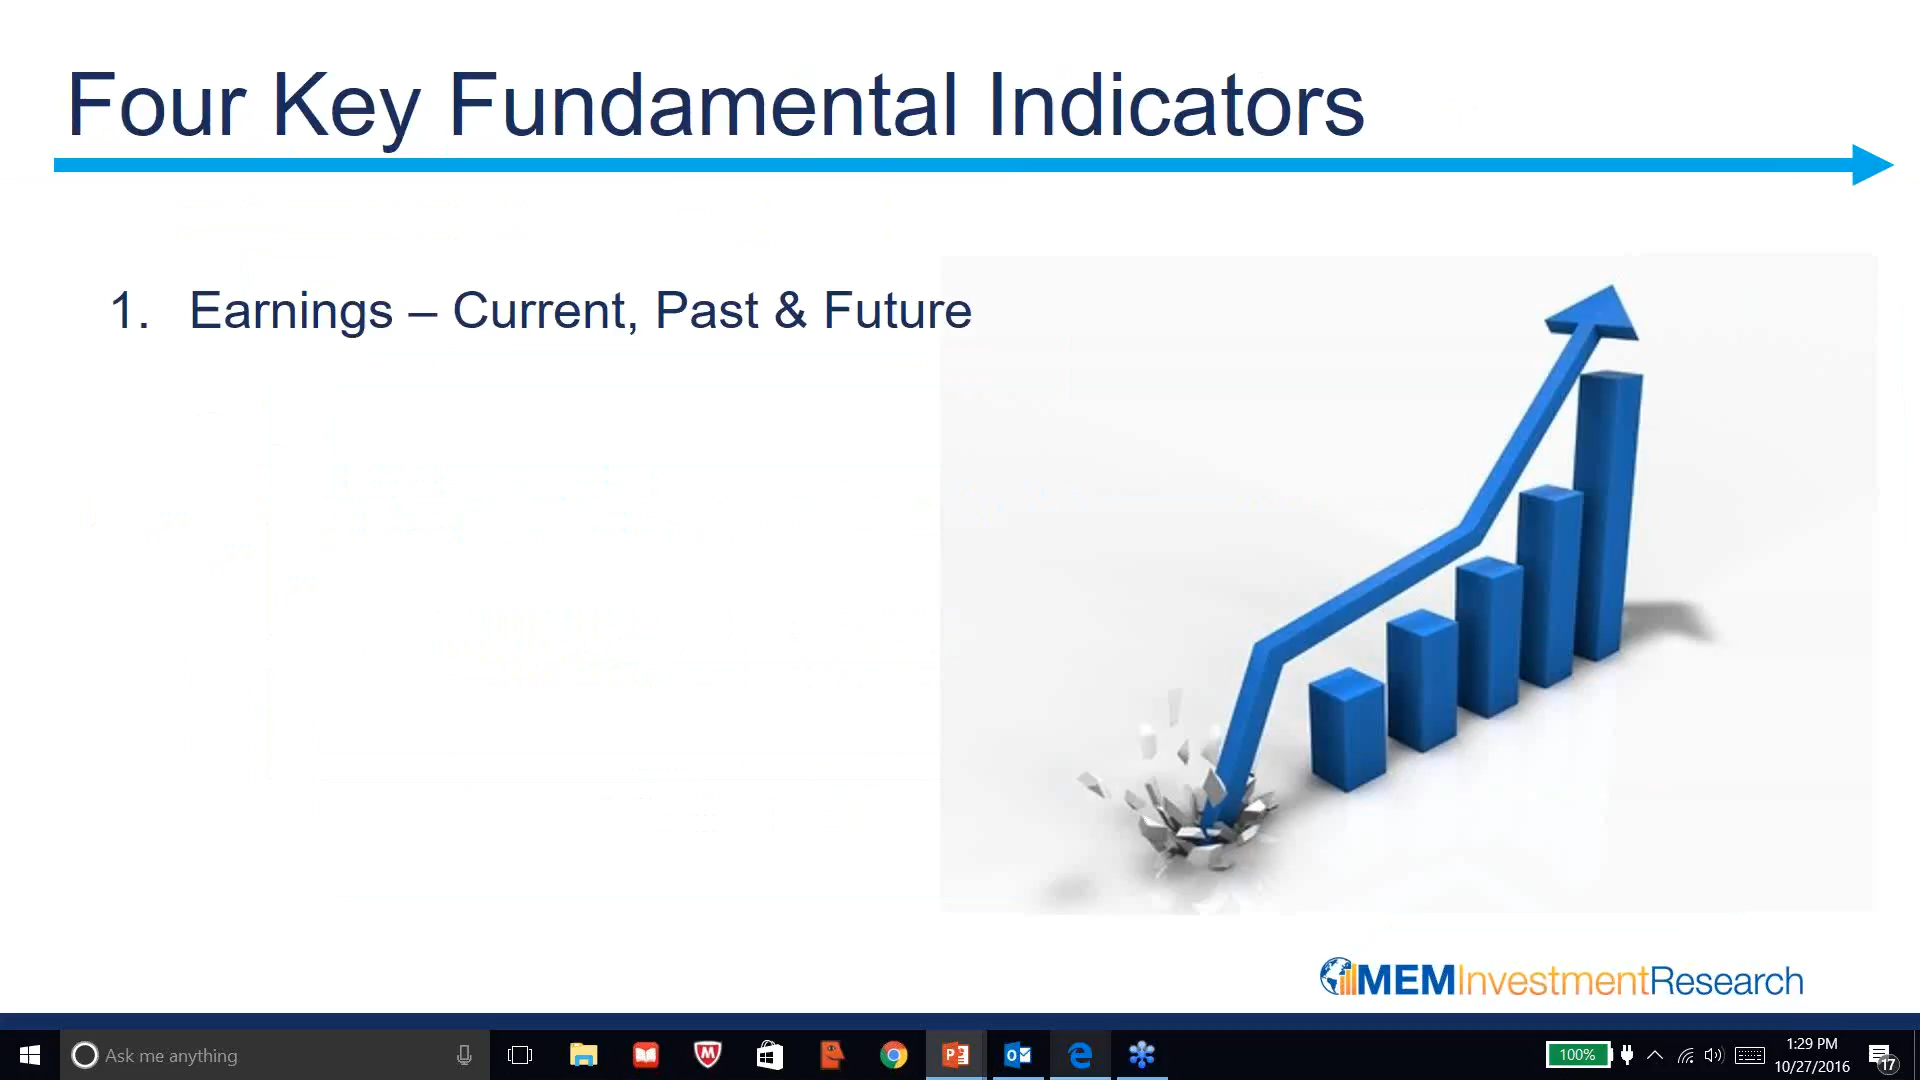 Four Key Fundamental Indicators
1. Earnings – Current, Past & Future
MEMInvestmentResearch
Ask me anything
100%
1:29 PM
10/27/2016
17